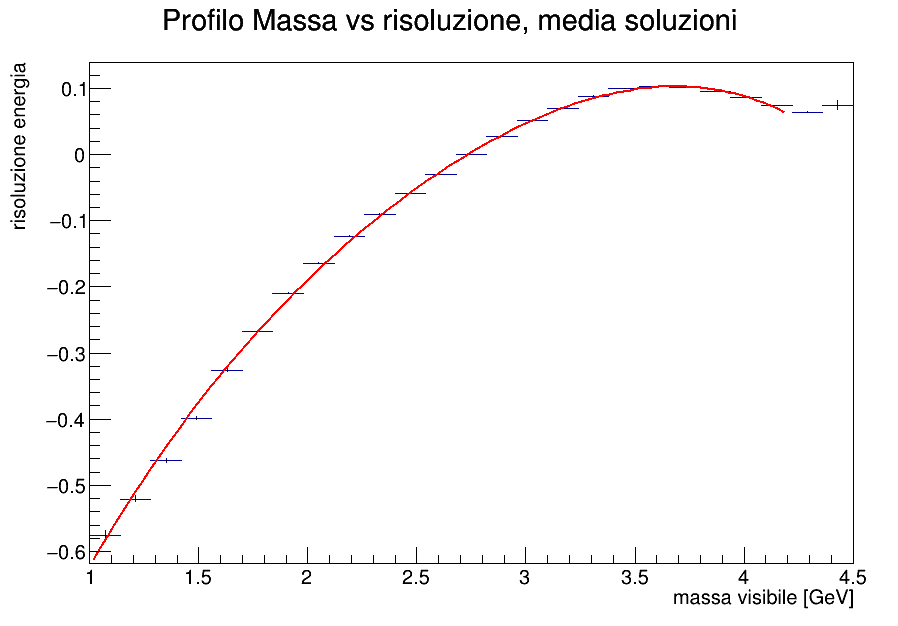 Profilo Massa vs risoluzione, media soluzioni
risoluzione energia
0.1
0
−0.1
−0.2
−0.3
−0.4
−0.5
−0.6
1 1.5 2 2.5 3 3.5 4 4.5
massa visibile [GeV]